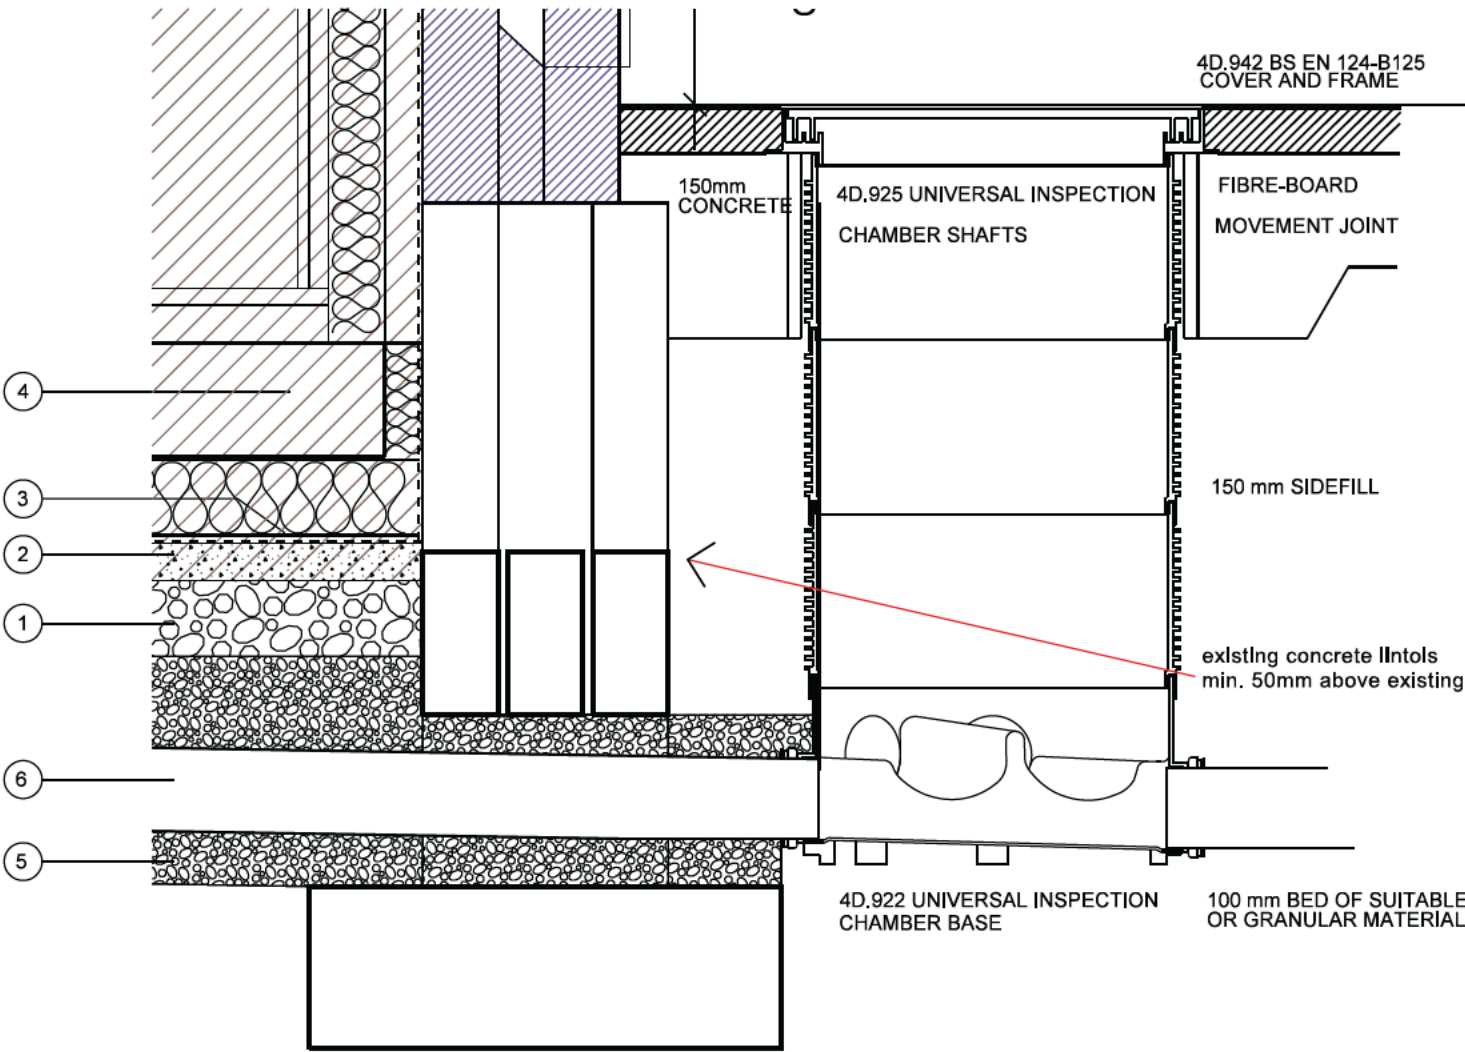 4D.942 BS EN 124-B125
COVER AND FRAME
150mm
CONCRETE
4D.925 UNIVERSAL INSPECTION
CHAMBER SHAFTS
FIBRE-BOARD
MOVEMENT JOINT
4
3
150 mm SIDEFILL
2
1
existing concrete lintols
min. 50mm above existing
6
5
4D.922 UNIVERSAL INSPECTION
CHAMBER BASE
100 mm BED OF SUITABLE
OR GRANULAR MATERIAL